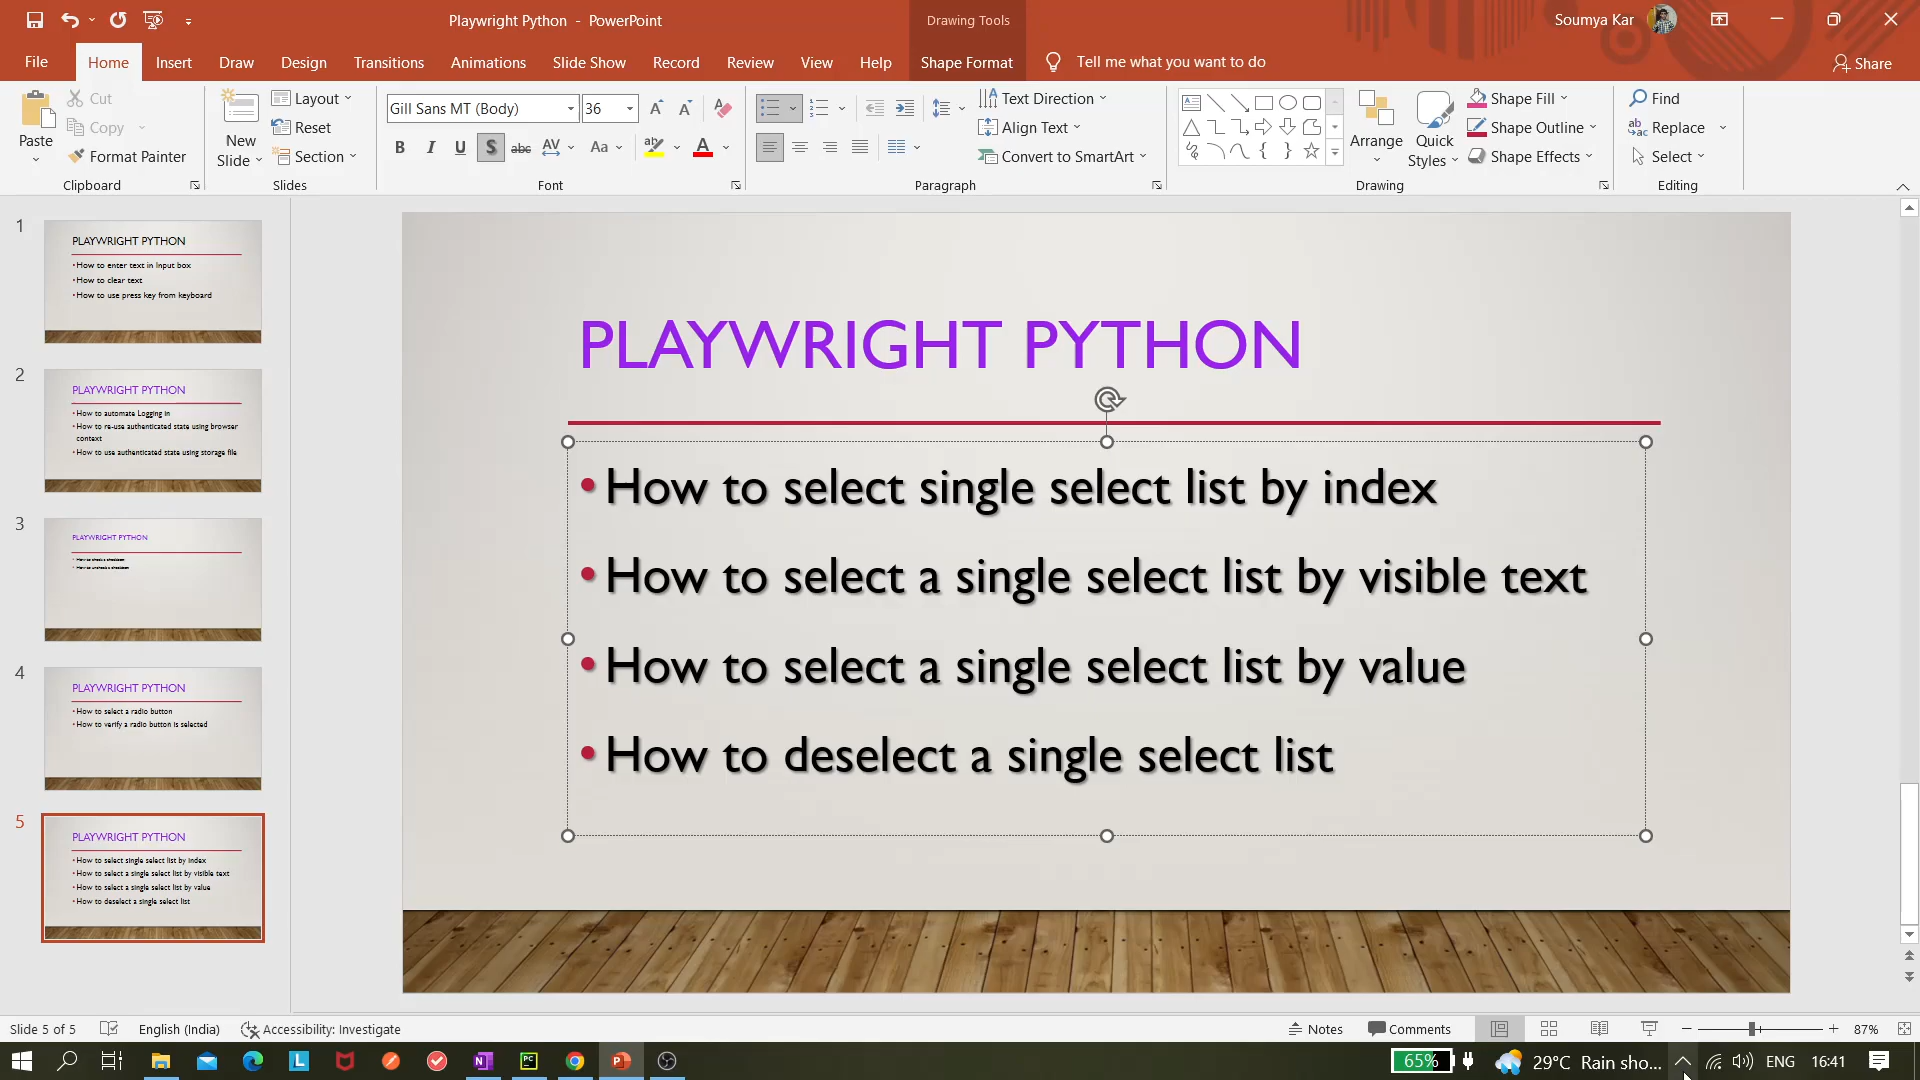 Playwright Python - PowerPoint
Drawing Tools
Soumya Kar
File
Home
Insert
Draw
Design
Transitions
Animations
Slide Show
Record
Review
View
Help
Shape Format
Tell me what you want to do
Share
Paste
Cut
Copy
Format Painter
Clipboard
New Slide
Layout
Reset
Section
Slides
Gill Sans MT (Body)
36
B I U S abc AV Aa A
Font
Text Direction
Align Text
Convert to SmartArt
Paragraph
Arrange
Quick Styles
Shape Fill
Shape Outline
Shape Effects
Drawing
Find
Replace
Select
Editing
1
PLAYWRIGHT PYTHON
•How to enter text in Input box
•How to clear text
•How to use press key from keyboard
2
PLAYWRIGHT PYTHON
•How to automate Logging in
•How to re-use authenticated state using browser
context
•How to use authenticated state using storage file
3
PLAYWRIGHT PYTHON
•How to check a checkbox
•How to uncheck a checkbox
4
PLAYWRIGHT PYTHON
•How to select a radio button
•How to verify a radio button is selected
5
PLAYWRIGHT PYTHON
•How to select single select list by index
•How to select a single select list by visible text
•How to select a single select list by value
•How to deselect a single select list
PLAYWRIGHT PYTHON
•How to select single select list by index
•How to select a single select list by visible text
•How to select a single select list by value
•How to deselect a single select list
Slide 5 of 5
English (India)
Accessibility: Investigate
Notes
Comments
87%
65%
29°C Rain sho...
ENG
16:41